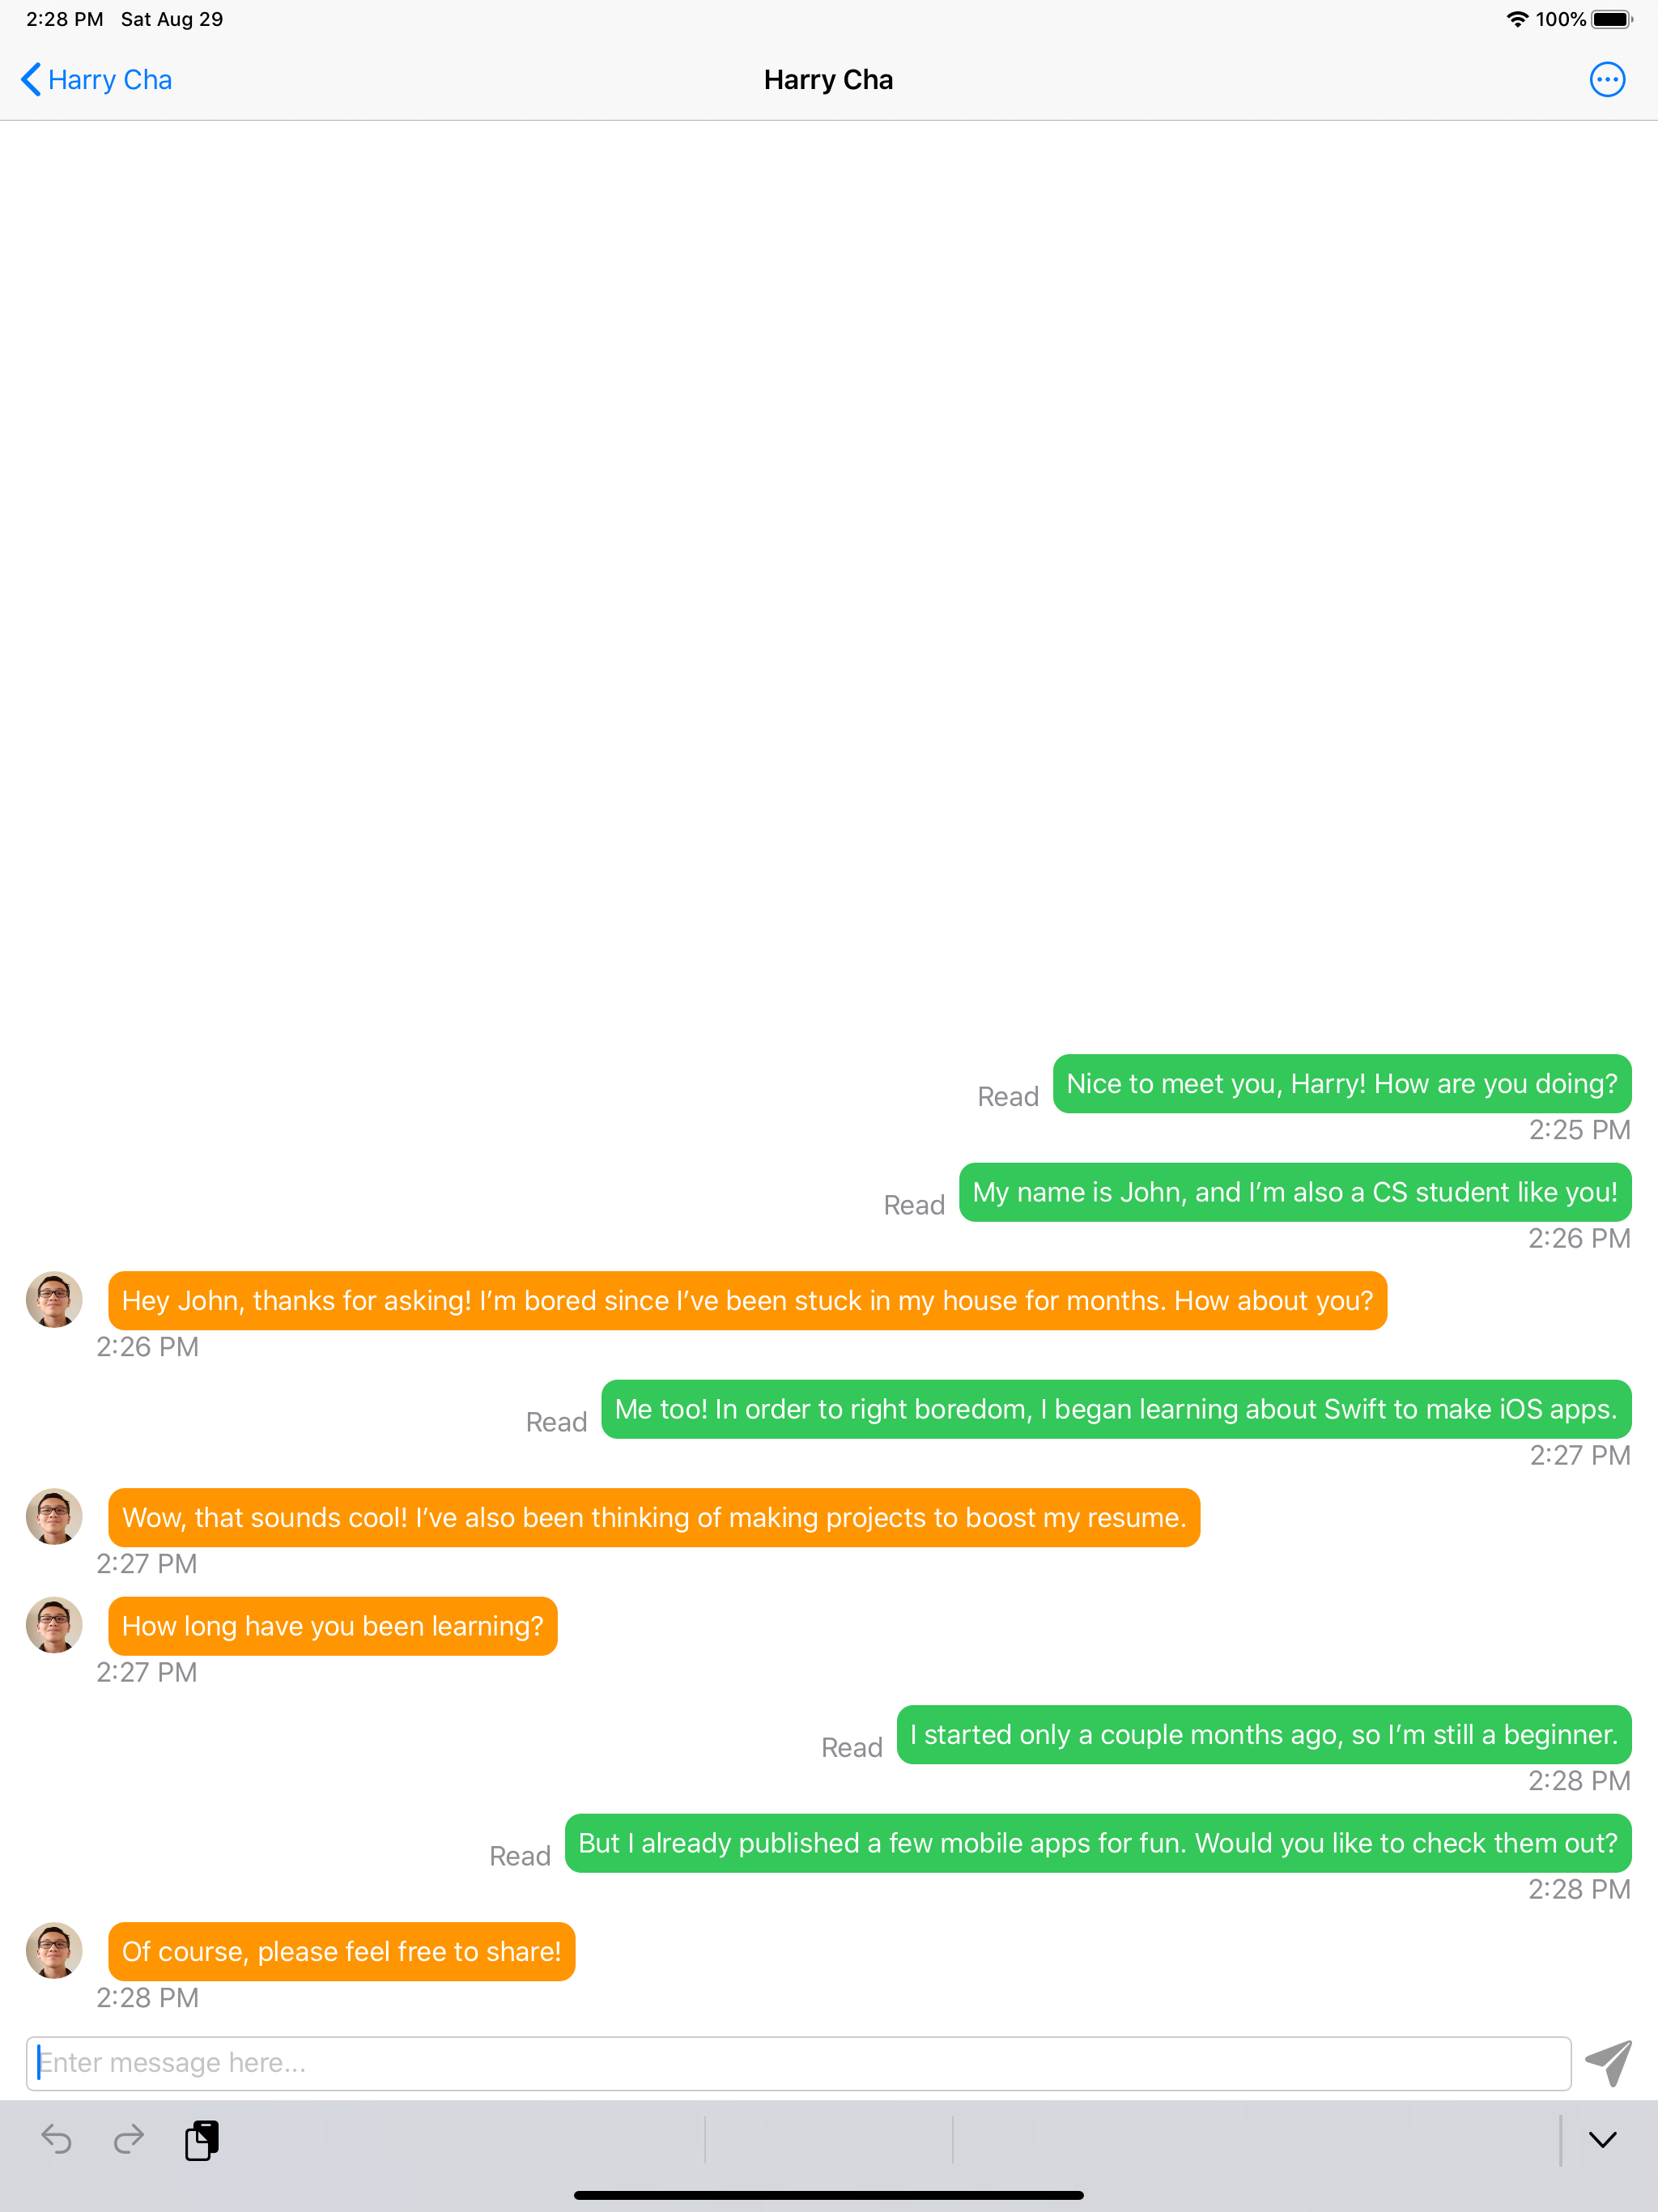 2:28 PM Sat Aug 29 100%
Harry Cha Harry Cha
Read Nice to meet you, Harry! How are you doing?
2:25 PM
Read My name is John, and I’m also a CS student like you!
2:26 PM
Hey John, thanks for asking! I’m bored since I’ve been stuck in my house for months. How about you?
2:26 PM
Read Me too! In order to right boredom, I began learning about Swift to make iOS apps.
2:27 PM
Wow, that sounds cool! I’ve also been thinking of making projects to boost my resume.
2:27 PM
How long have you been learning?
2:27 PM
Read I started only a couple months ago, so I’m still a beginner.
2:28 PM
Read But I already published a few mobile apps for fun. Would you like to check them out?
2:28 PM
Of course, please feel free to share!
2:28 PM
Enter message here...